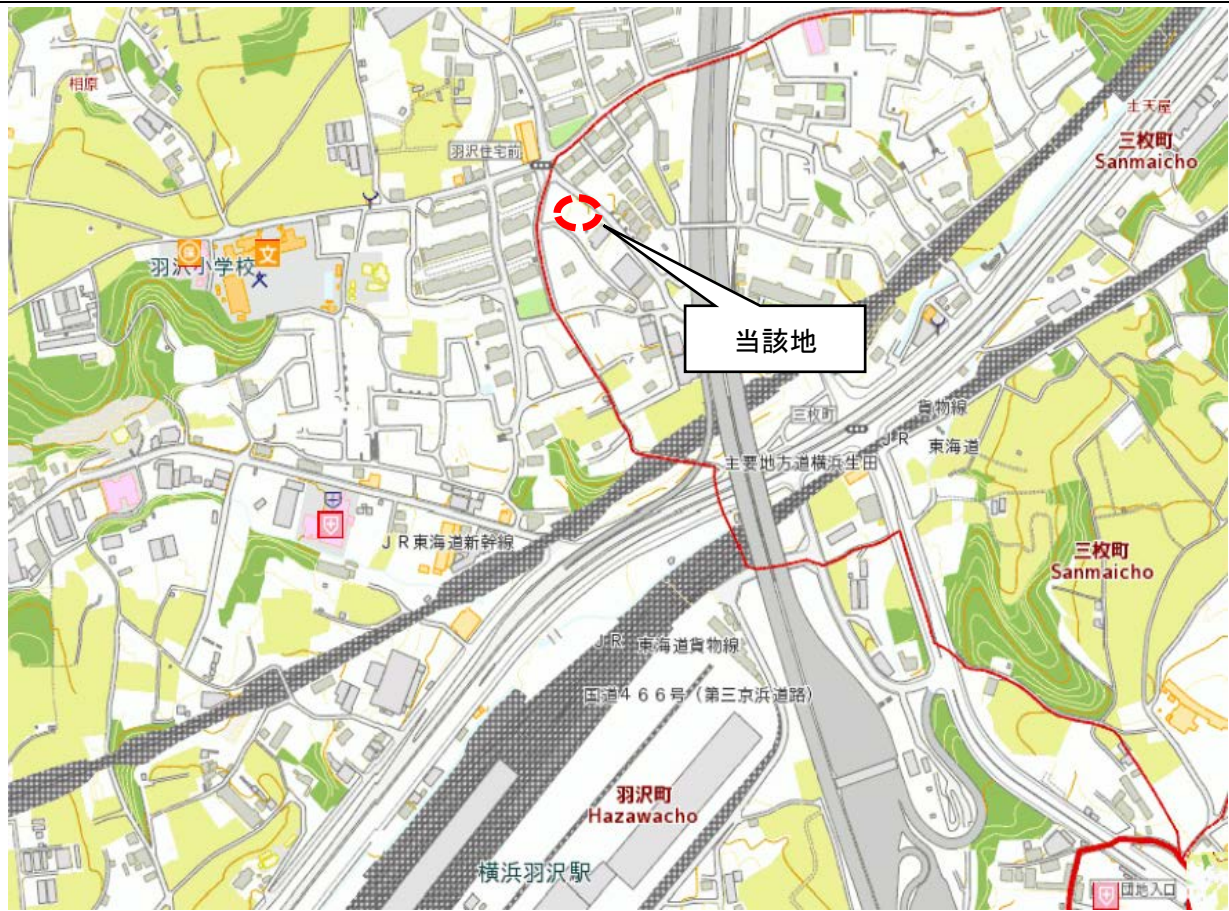 相原
土天屋
三枚町
Sanmaicho
羽沢住宅前
羽沢小学校
文
保
当該地
三枚町
貨物線
JR 東海道
主要地方道横浜生田
JR東海道新幹線
三枚町
Sanmaicho
JR 東海道貨物線
国道466号(第三京浜道路)
羽沢町
Hazawacho
横浜羽沢駅
団地入口